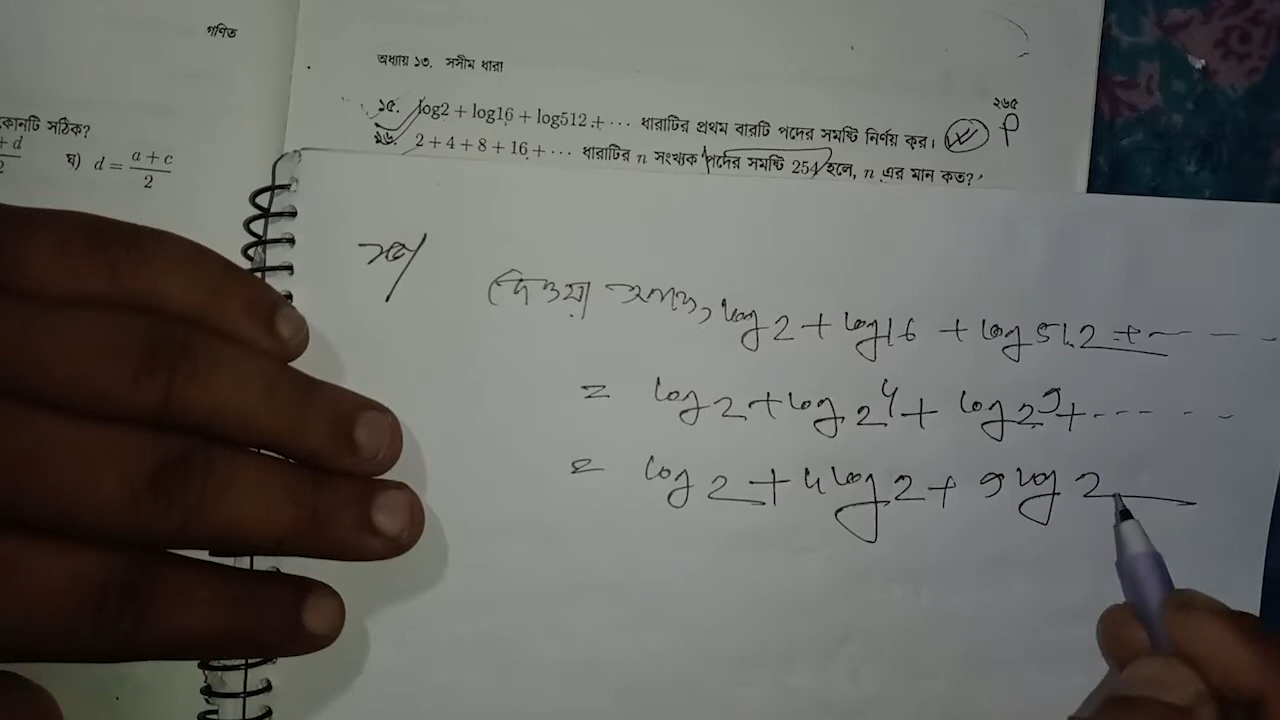 গণিত
কোনটি সঠিক?
ঘ) d = (a + c)/2
অধ্যায় ১৩. সসীম ধারা
২৬৫
১৫. log2 + log16 + log512 + ⋯ ধারাটির প্রথম বারটি পদের সমষ্টি নির্ণয় কর।
১৬. 2 + 4 + 8 + 16 + ⋯ ধারাটির n সংখ্যক পদের সমষ্টি 254 হলে, n এর মান কত?
দেওয়া আছে, log2 + log16 + log512 + - - -
= log2 + log2⁴ + log2⁹ + - - - - -
= log2 + 4log2 + 9log2